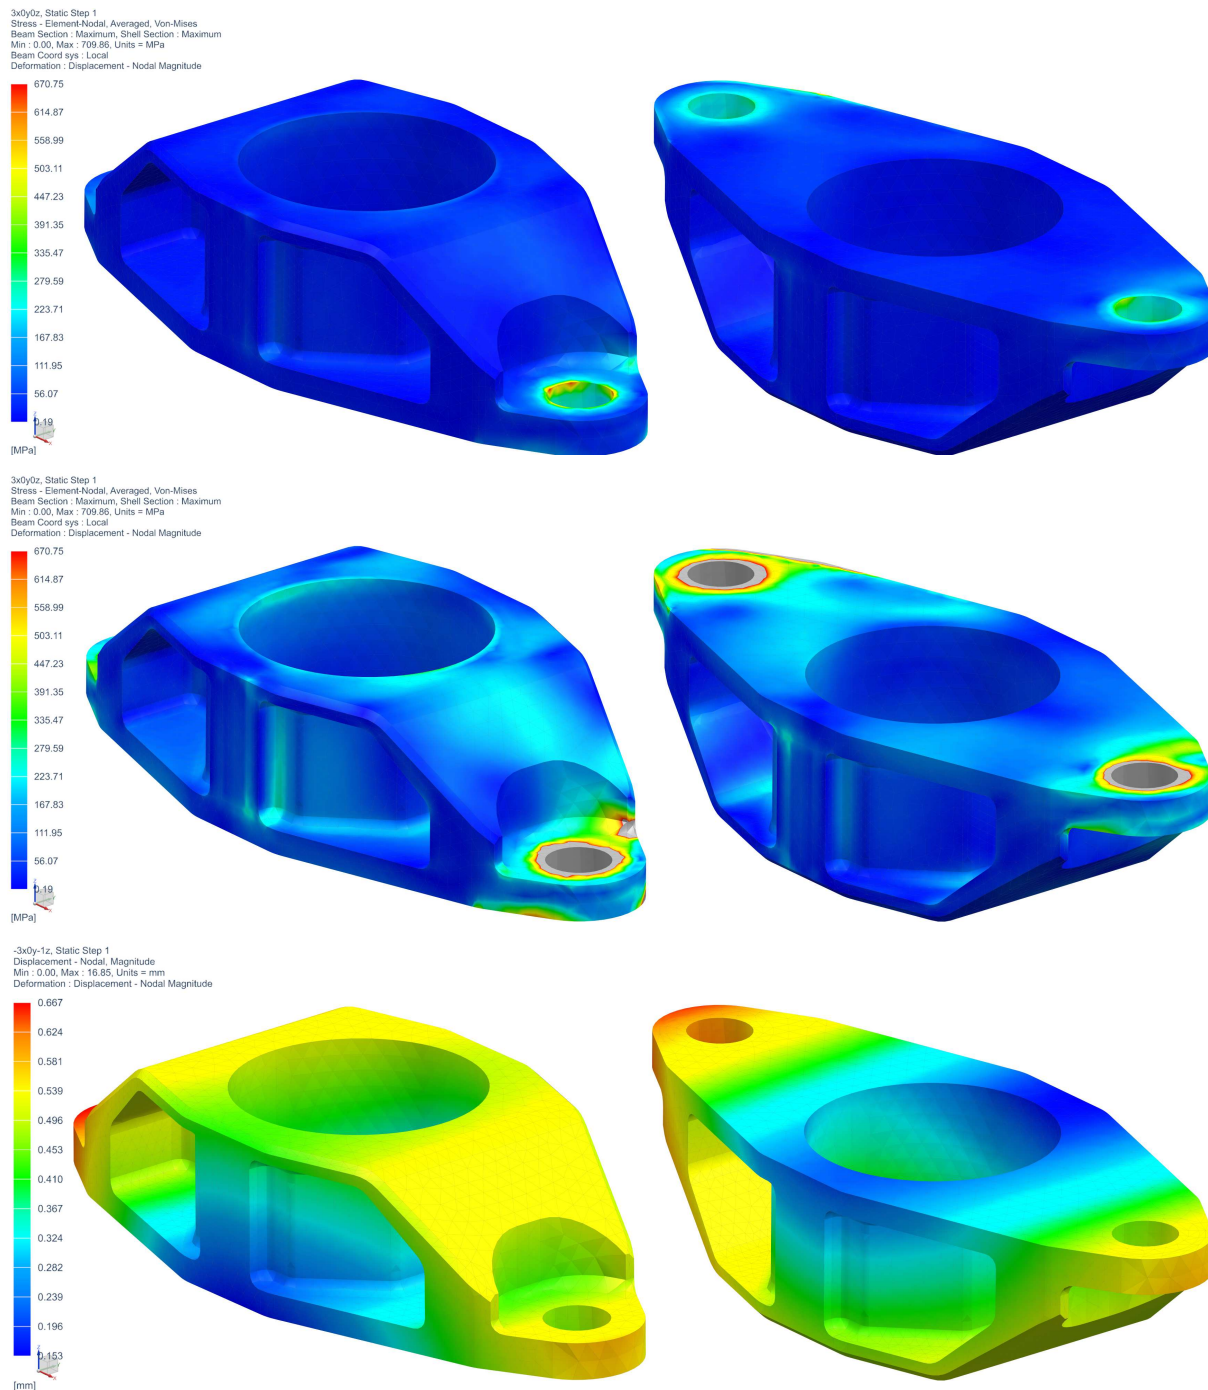 3x0y0z, Static Step 1
Stress - Element-Nodal, Averaged, Von-Mises
Beam Section : Maximum, Shell Section : Maximum
Min : 0.00, Max : 709.86, Units = MPa
Beam Coord sys : Local
Deformation : Displacement - Nodal Magnitude
670.75
614.87
558.99
503.11
447.23
391.35
335.47
279.59
223.71
167.83
111.95
56.07
0.19
[MPa]
3x0y0z, Static Step 1
Stress - Element-Nodal, Averaged, Von-Mises
Beam Section : Maximum, Shell Section : Maximum
Min : 0.00, Max : 709.86, Units = MPa
Beam Coord sys : Local
Deformation : Displacement - Nodal Magnitude
670.75
614.87
558.99
503.11
447.23
391.35
335.47
279.59
223.71
167.83
111.95
56.07
0.19
[MPa]
-3x0y-1z, Static Step 1
Displacement - Nodal, Magnitude
Min : 0.00, Max : 16.85, Units = mm
Deformation : Displacement - Nodal Magnitude
0.667
0.624
0.581
0.539
0.496
0.453
0.410
0.367
0.324
0.282
0.239
0.196
0.153
[mm]